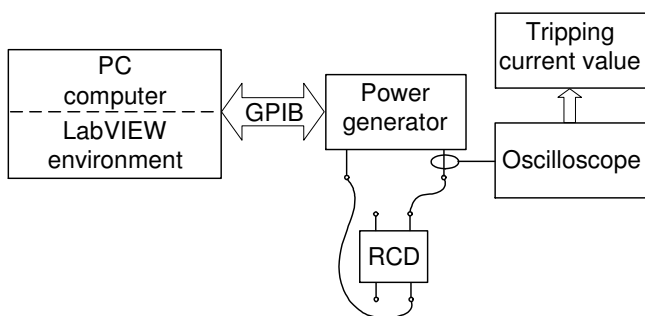 PC
computer
LabVIEW
environment
GPIB
Power
generator
Tripping
current value
Oscilloscope
RCD